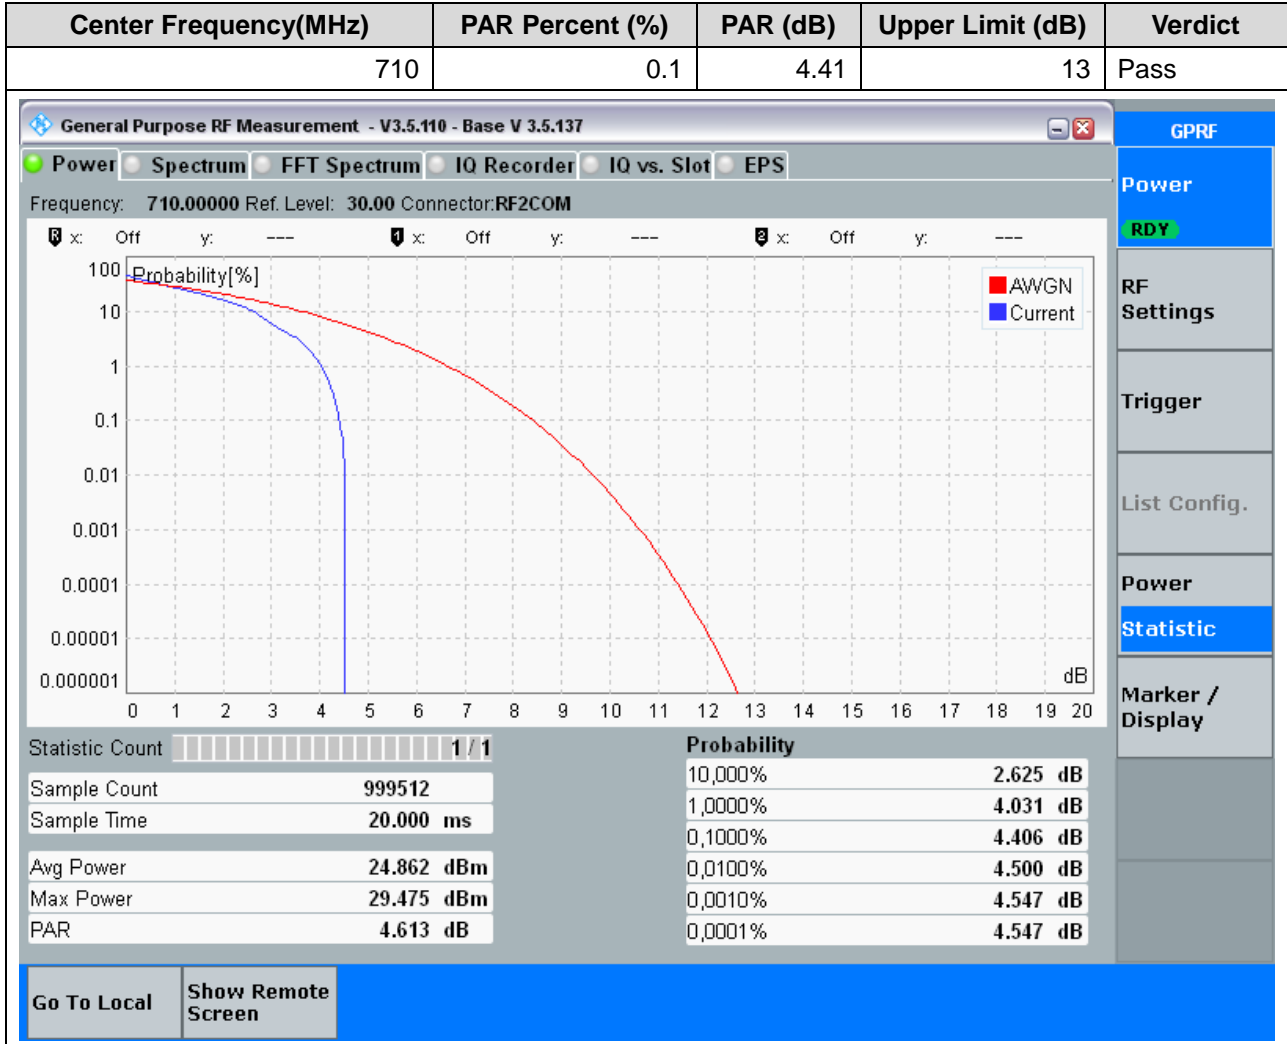 Center Frequency(MHz) PAR Percent (%) PAR (dB) Upper Limit (dB) Verdict
710 0.1 4.41 13 Pass
General Purpose RF Measurement - V3.5.110 - Base V 3.5.137
GPRF
Power Spectrum FFT Spectrum IQ Recorder IQ vs. Slot EPS
Frequency: 710.00000 Ref. Level: 30.00 Connector:RF2COM
R x: Off y: --- 1 x: Off y: --- 2 x: Off y: ---
Probability[%]
AWGN
Current
100
10
1
0.1
0.01
0.001
0.0001
0.00001
0.000001
dB
0 1 2 3 4 5 6 7 8 9 10 11 12 13 14 15 16 17 18 19 20
Statistic Count 1 / 1
Sample Count 999512
Sample Time 20.000 ms
Avg Power 24.862 dBm
Max Power 29.475 dBm
PAR 4.613 dB
Probability
10,000% 2.625 dB
1,0000% 4.031 dB
0,1000% 4.406 dB
0,0100% 4.500 dB
0,0010% 4.547 dB
0,0001% 4.547 dB
Power
RDY
RF
Settings
Trigger
List Config.
Power
Statistic
Marker /
Display
Go To Local
Show Remote
Screen